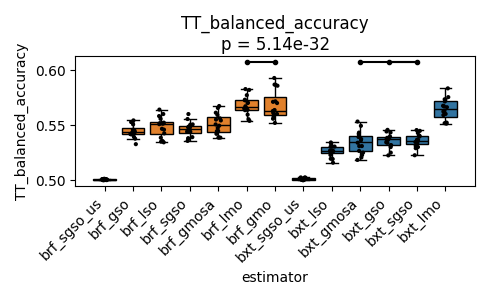 TT_balanced_accuracy
p = 5.14e-32
TT_balanced_accuracy
0.60
0.55
0.50
brf_sgso_us
brf_gso
brf_lso
brf_sgso
brf_gmosa
brf_lmo
brf_gmo
bxt_sgso_us
bxt_lso
bxt_gmosa
bxt_gso
bxt_sgso
bxt_lmo
estimator